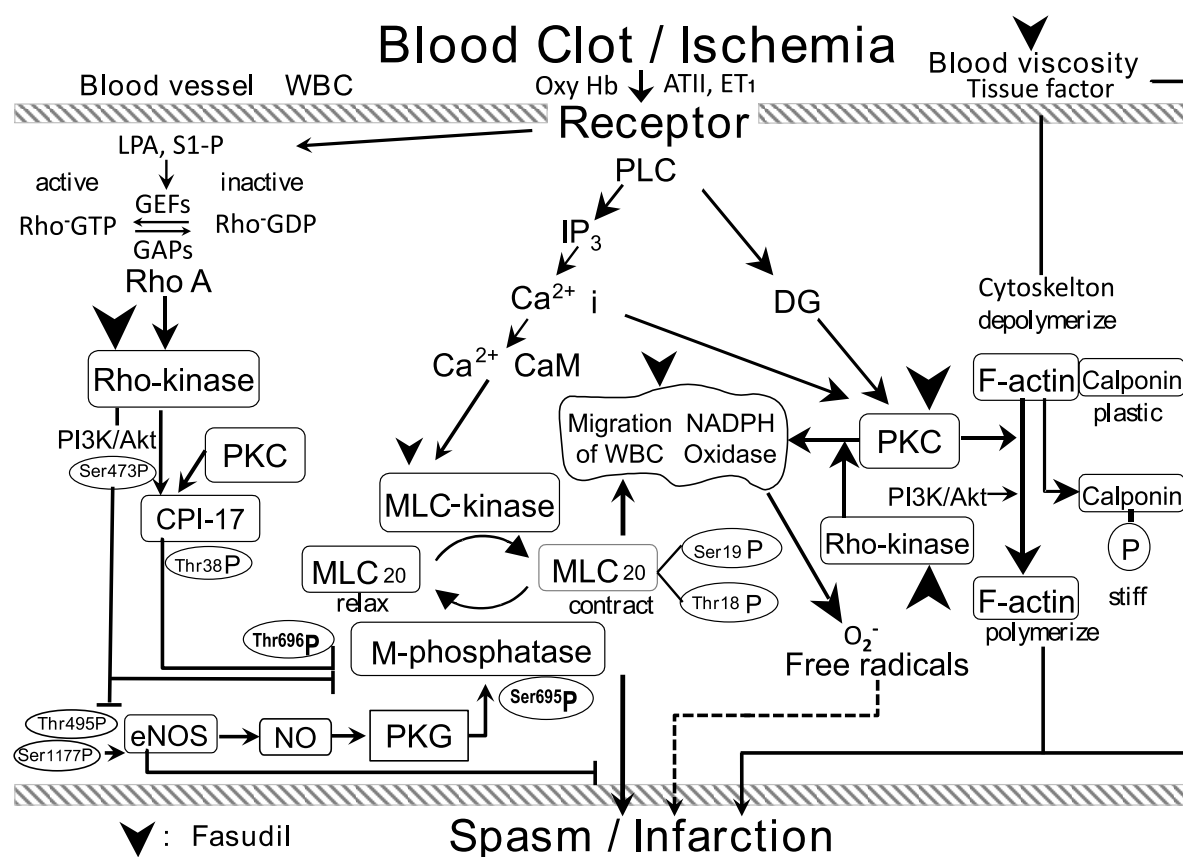 Blood Clot / Ischemia
Blood vessel WBC
Oxy Hb
ATII, ET1
Blood viscosity
Tissue factor
Receptor
LPA, S1-P
PLC
active
inactive
GEFs
Rho-GTP
Rho-GDP
GAPs
IP3
Rho A
Ca2+ i
DG
Cytoskelton
depolymerize
Ca2+ CaM
Rho-kinase
F-actin
Calponin
plastic
Migration
of WBC
NADPH
Oxidase
PKC
PI3K/Akt
Ser473P
PKC
MLC-kinase
PI3K/Akt
Calponin
P
stiff
CPI-17
Thr38P
Rho-kinase
MLC20
relax
MLC20
contract
Ser19 P
Thr18 P
F-actin
polymerize
Thr696P
M-phosphatase
O2-
Free radicals
Ser695P
Thr495P
Ser1177P
eNOS
NO
PKG
Spasm / Infarction
: Fasudil